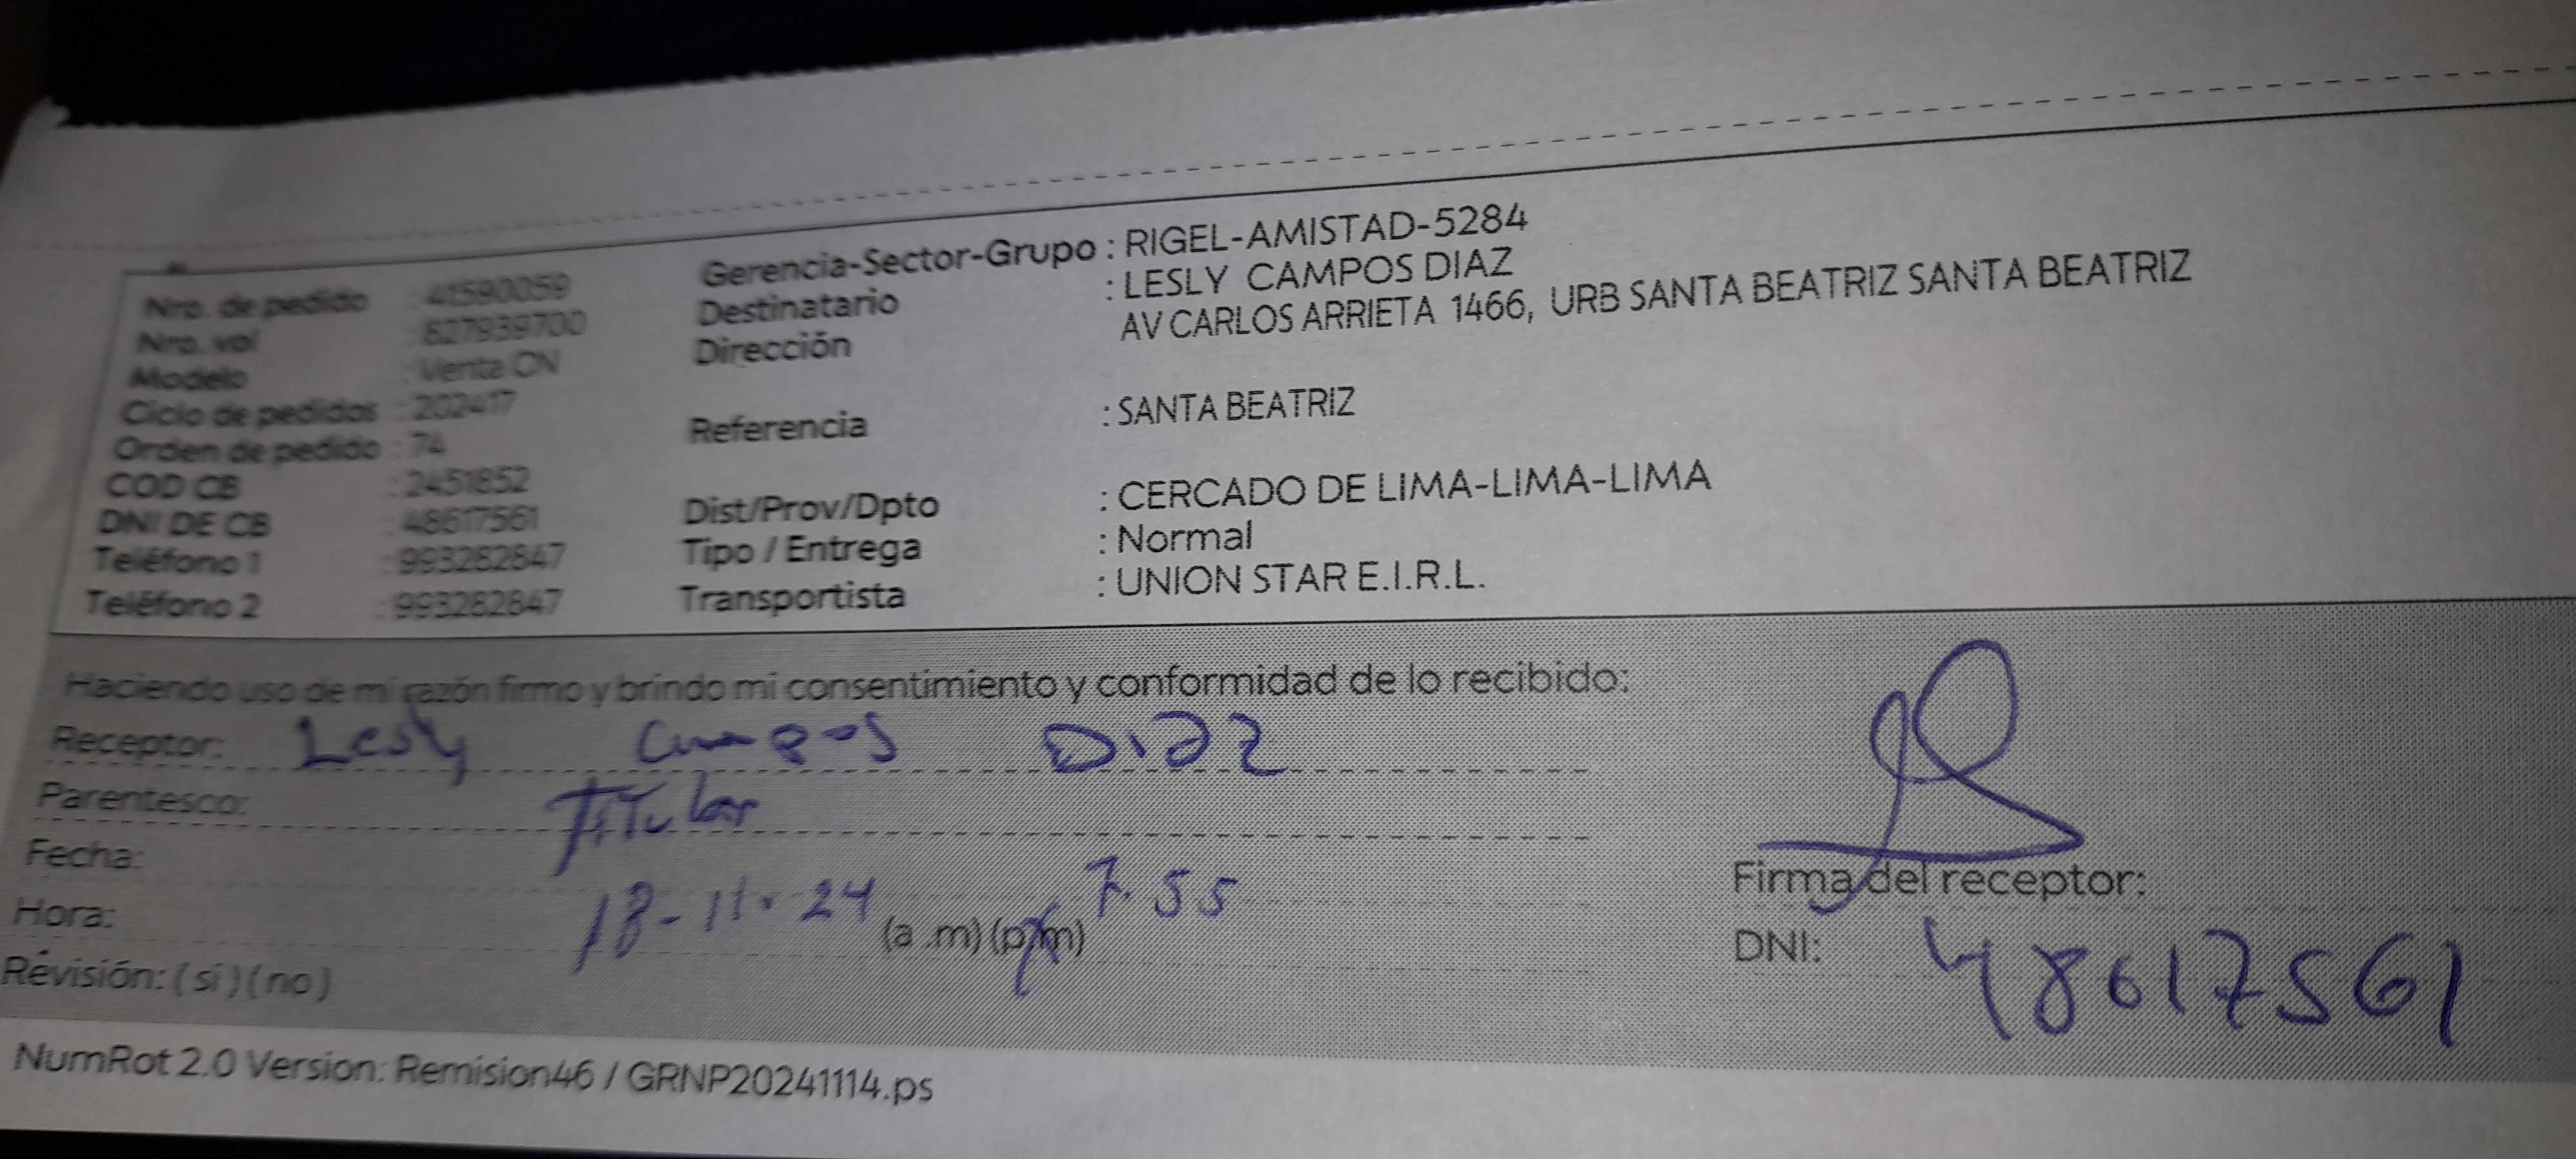 Nro. de pedido : 41590059
Nro. vol : 627939700
Modelo : Venta CN
Ciclo de pedidos : 202417
Orden de pedido : 74
COD CB : 2451852
DNI DE CB : 48617561
Teléfono 1 : 993282847
Teléfono 2 : 993282847
Gerencia-Sector-Grupo : RIGEL-AMISTAD-5284
Destinatario : LESLY CAMPOS DIAZ
Dirección AV CARLOS ARRIETA 1466, URB SANTA BEATRIZ SANTA BEATRIZ
Referencia : SANTA BEATRIZ
Dist/Prov/Dpto : CERCADO DE LIMA-LIMA-LIMA
Tipo / Entrega : Normal
Transportista : UNION STAR E.I.R.L.
Haciendo uso de mi razón firmo y brindo mi consentimiento y conformidad de lo recibido:
Receptor: Lesly Campos Diaz
Parentesco: Titular
Fecha: 18-11-24
Hora: (a .m) (p.m) 7.55
Revisión: (si) (no)
Firma del receptor:
DNI: 48617561
NumRot 2.0 Version: Remision46 / GRNP20241114.ps